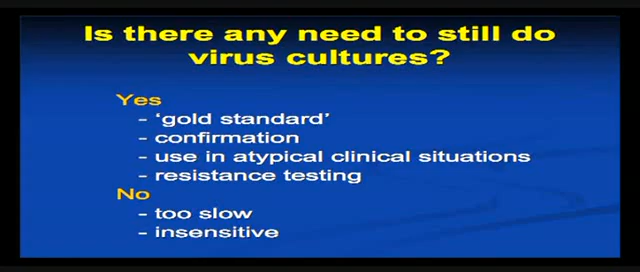 Is there any need to still do
virus cultures?
Yes
- 'gold standard'
- confirmation
- use in atypical clinical situations
- resistance testing
No
- too slow
- insensitive